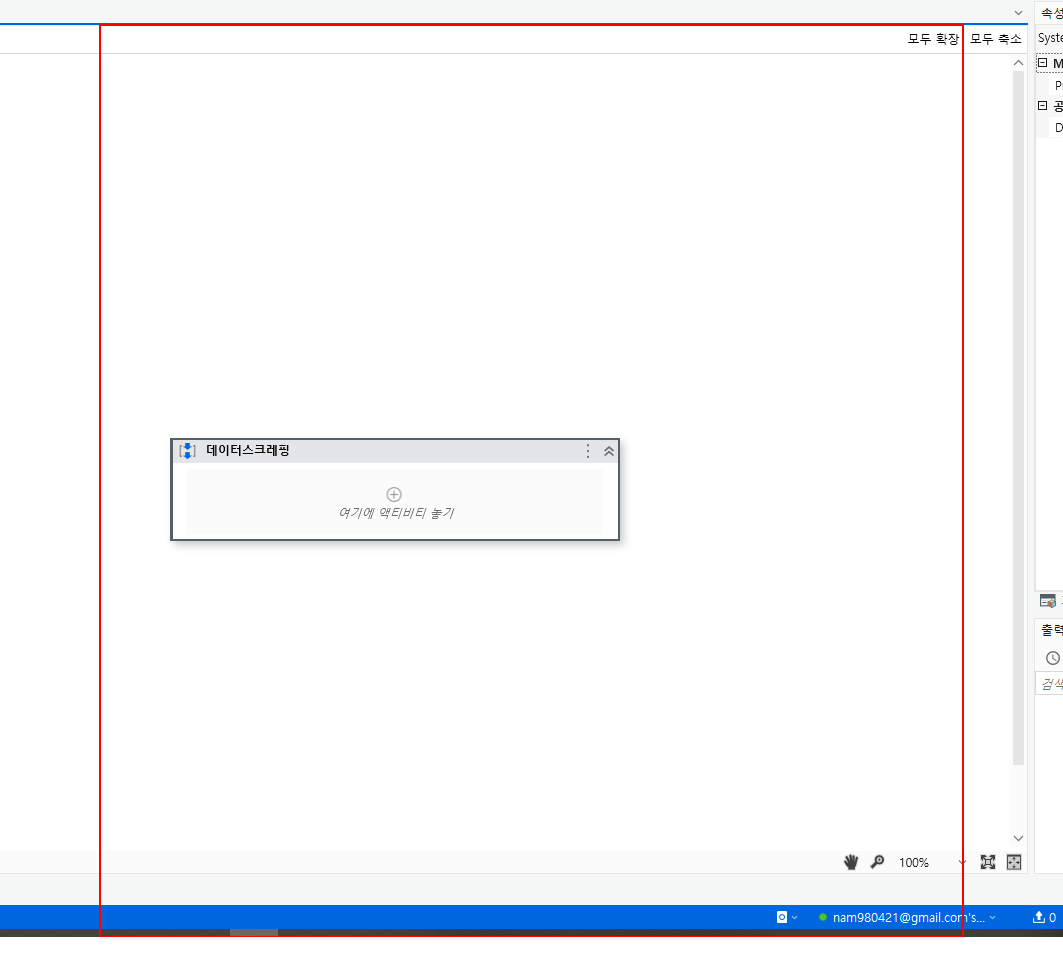 속성
모두 확장 모두 축소
Syste
M
P
공
D
데이터스크레핑
여기에 액티비티 놓기
출력
검색
100%
nam980421@gmail.com's...
0